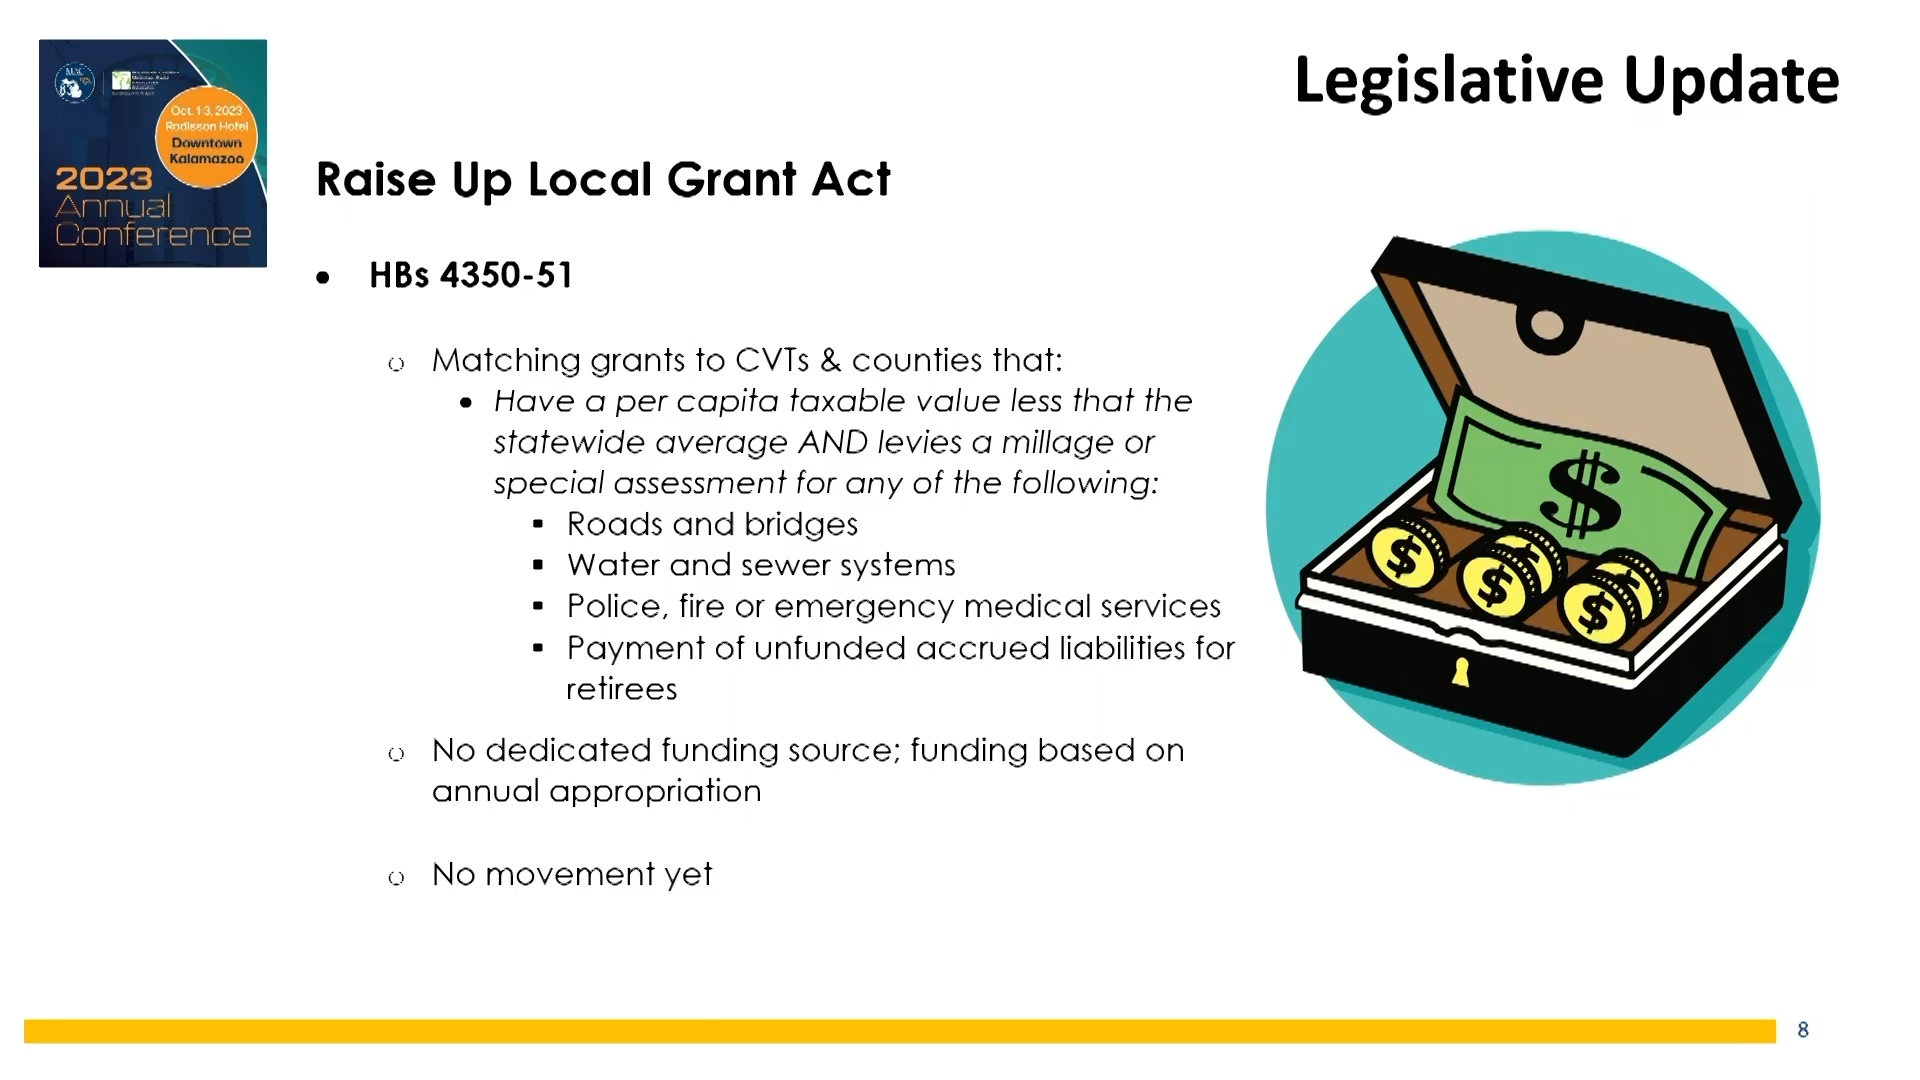 Legislative Update
MAC
Oct. 1-3, 2023
Radisson Hotel
Downtown
Kalamazoo
2023
Annual
Conference
Raise Up Local Grant Act
• HBs 4350-51
○ Matching grants to CVTs & counties that:
• Have a per capita taxable value less that the
statewide average AND levies a millage or
special assessment for any of the following:
▪ Roads and bridges
▪ Water and sewer systems
▪ Police, fire or emergency medical services
▪ Payment of unfunded accrued liabilities for
retirees
○ No dedicated funding source; funding based on
annual appropriation
○ No movement yet
$
$ $ $
8